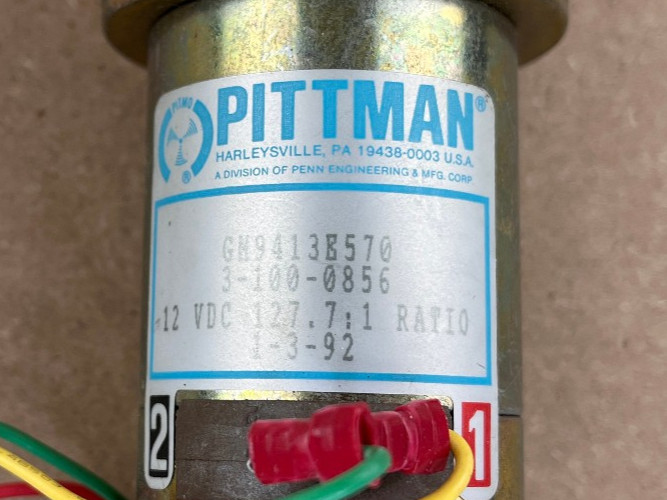 PITMO
PITTMAN®
HARLEYSVILLE, PA 19438-0003 U.S.A.
®
A DIVISION OF PENN ENGINEERING & MFG. CORP
GM9413E570
3-100-0856
12 VDC 127.7:1 RATIO
1-3-92
2
1